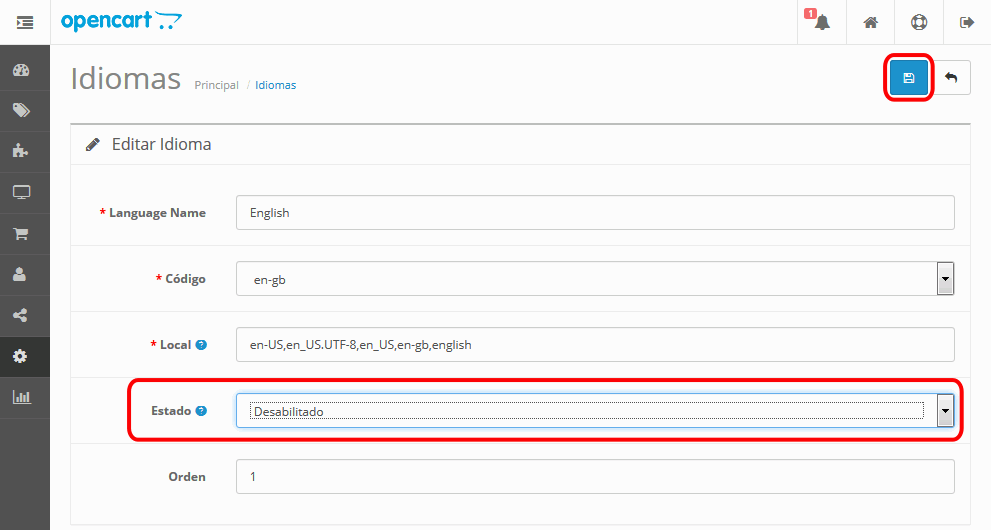 opencart
1
Idiomas
Principal / Idiomas
Editar Idioma
* Language Name
English
* Código
en-gb
* Local ?
en-US,en_US.UTF-8,en_US,en-gb,english
Estado ?
Desabilitado
Orden
1